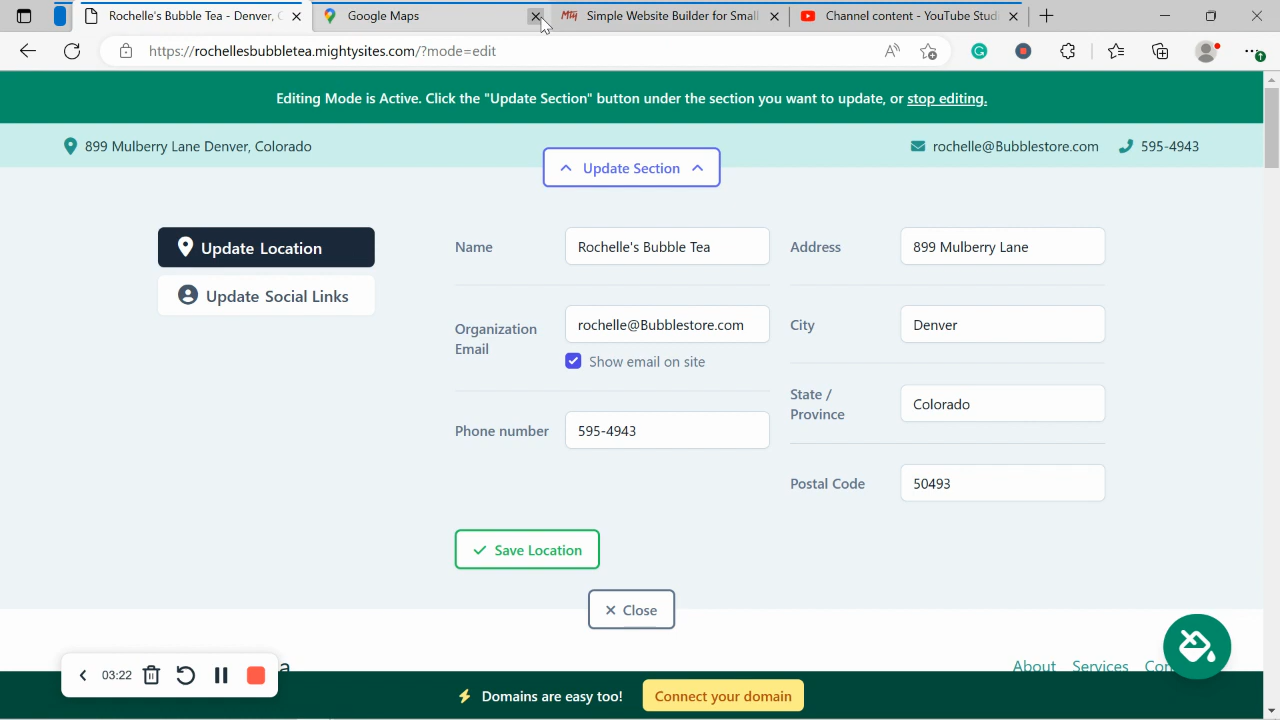 Rochelle's Bubble Tea - Denver, C
Google Maps
Mty Simple Website Builder for Small
Channel content - YouTube Studi
https://rochellesbubbletea.mightysites.com/?mode=edit
Editing Mode is Active. Click the "Update Section" button under the section you want to update, or stop editing.
899 Mulberry Lane Denver, Colorado
rochelle@Bubblestore.com
595-4943
Update Section
Update Location
Update Social Links
Name
Rochelle's Bubble Tea
Address
899 Mulberry Lane
Organization
Email
rochelle@Bubblestore.com
Show email on site
City
Denver
State /
Province
Colorado
Phone number
595-4943
Postal Code
50493
Save Location
Close
a
About Services Con
03:22
Domains are easy too!
Connect your domain